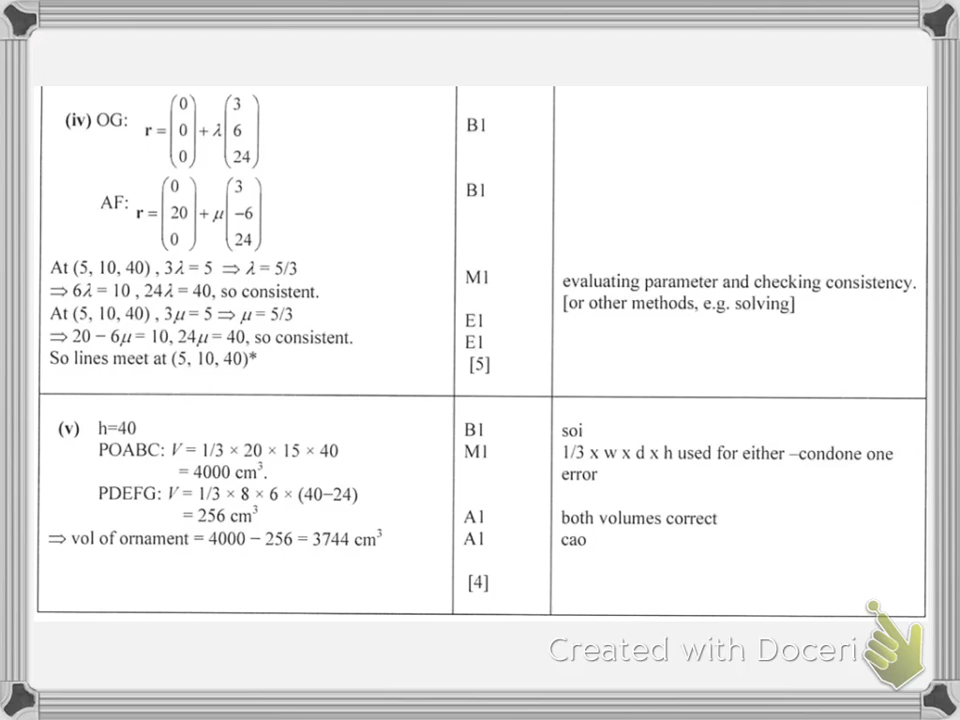 (iv) OG: r = (0 0 0) + λ (3 6 24) B1
AF: r = (0 20 0) + μ (3 −6 24) B1
At (5, 10, 40) , 3λ = 5 ⇒ λ = 5/3 M1 evaluating parameter and checking consistency.
⇒ 6λ = 10 , 24λ = 40, so consistent. [or other methods, e.g. solving]
At (5, 10, 40) , 3μ = 5 ⇒ μ = 5/3 E1
⇒ 20 − 6μ = 10, 24μ = 40, so consistent. E1
So lines meet at (5, 10, 40)* [5]
(v) h=40 B1 soi
POABC: V = 1/3 × 20 × 15 × 40 M1 1/3 x w x d x h used for either –condone one
= 4000 cm³. error
PDEFG: V = 1/3 × 8 × 6 × (40−24)
= 256 cm³ A1 both volumes correct
⇒ vol of ornament = 4000 − 256 = 3744 cm³ A1 cao
[4]
Created with Doceri